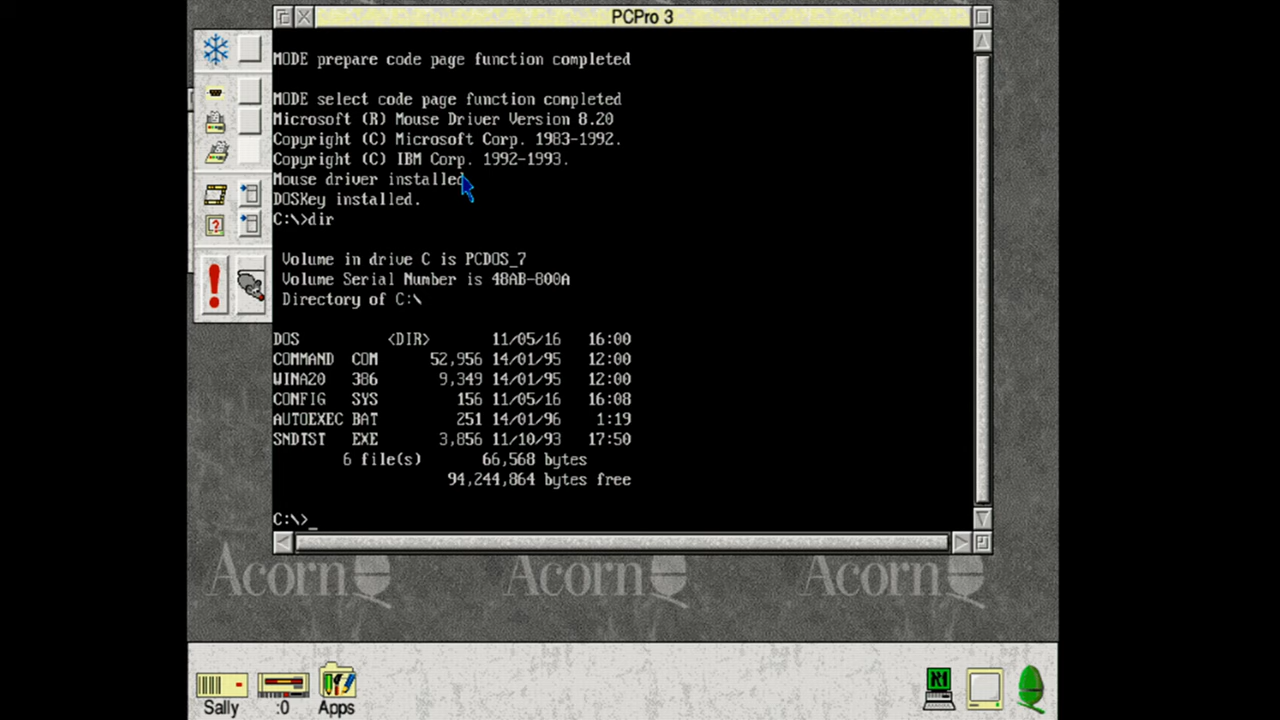 PCPro 3
MODE prepare code page function completed
MODE select code page function completed
Microsoft (R) Mouse Driver Version 8.20
Copyright (C) Microsoft Corp. 1983-1992.
Copyright (C) IBM Corp. 1992-1993.
Mouse driver installed
DOSKey installed.
C:\>dir
Volume in drive C is PCDOS_7
Volume Serial Number is 48AB-800A
Directory of C:\
DOS <DIR> 11/05/16 16:00
COMMAND COM 52,956 14/01/95 12:00
WINA20 386 9,349 14/01/95 12:00
CONFIG SYS 156 11/05/16 16:08
AUTOEXEC BAT 251 14/01/96 1:19
SNDTST EXE 3,856 11/10/93 17:50
6 file(s) 66,568 bytes
94,244,864 bytes free
C:\>_
Acorn Acorn Acorn
Sally :0 Apps